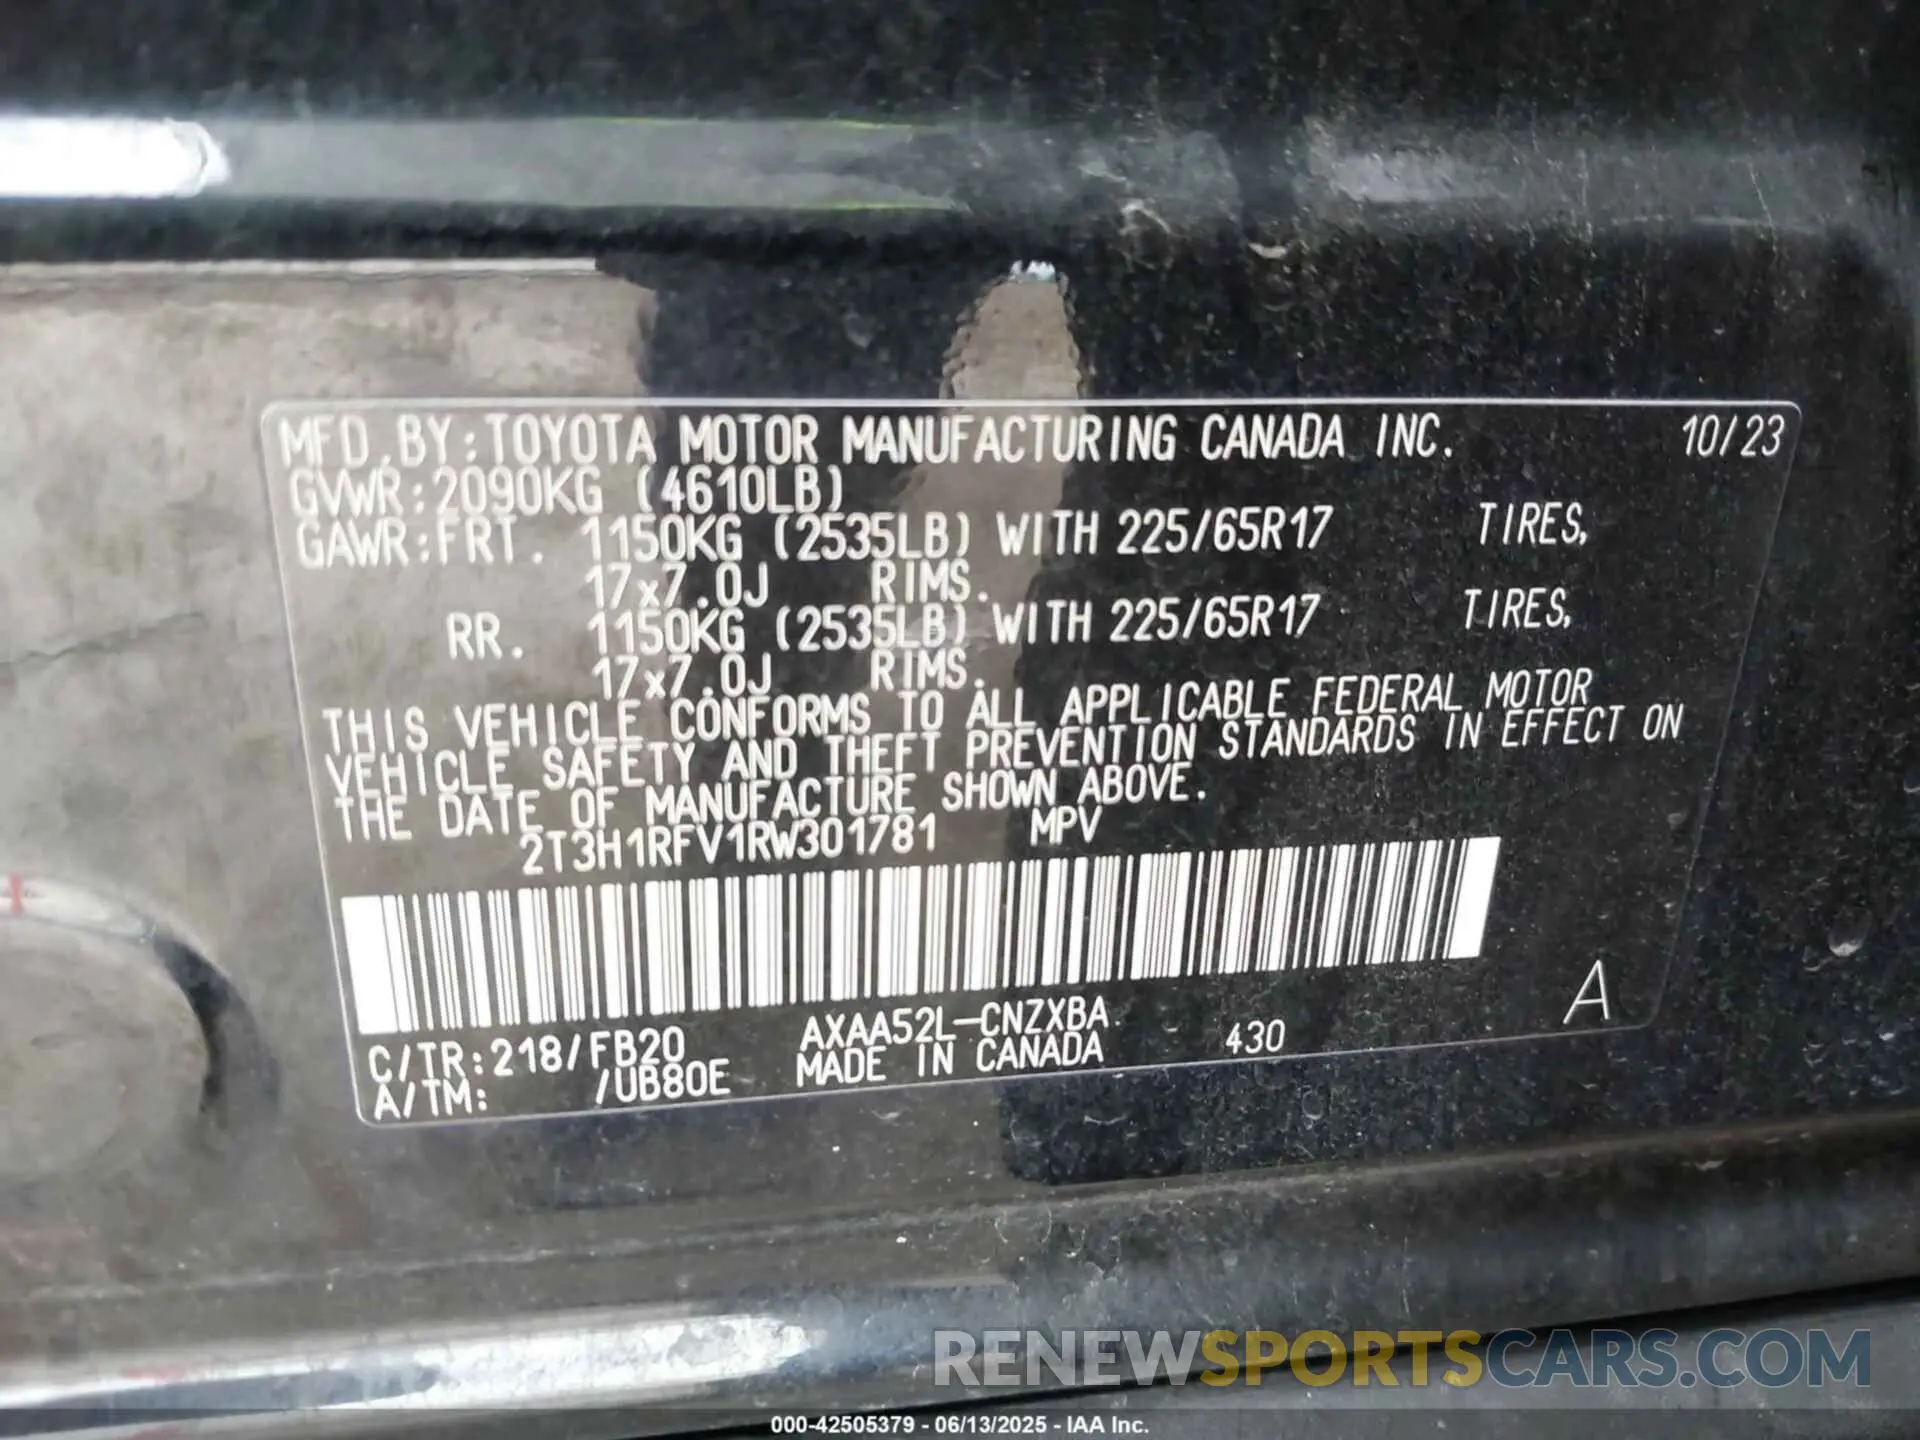 MFD.BY:TOYOTA MOTOR MANUFACTURING CANADA INC. 10/23
GVWR:2090KG (4610LB)
GAWR:FRT. 1150KG (2535LB) WITH 225/65R17 TIRES,
17x7.0J RIMS.
RR. 1150KG (2535LB) WITH 225/65R17 TIRES,
17x7.0J RIMS.
THIS VEHICLE CONFORMS TO ALL APPLICABLE FEDERAL MOTOR
VEHICLE SAFETY AND THEFT PREVENTION STANDARDS IN EFFECT ON
THE DATE OF MANUFACTURE SHOWN ABOVE.
2T3H1RFV1RW301781 MPV
C/TR:218/FB20 AXAA52L-CNZXBA 430 A
A/TM: /UB80E MADE IN CANADA
RENEWSPORTSCARS.COM
000-42505379 - 06/13/2025 - IAA Inc.